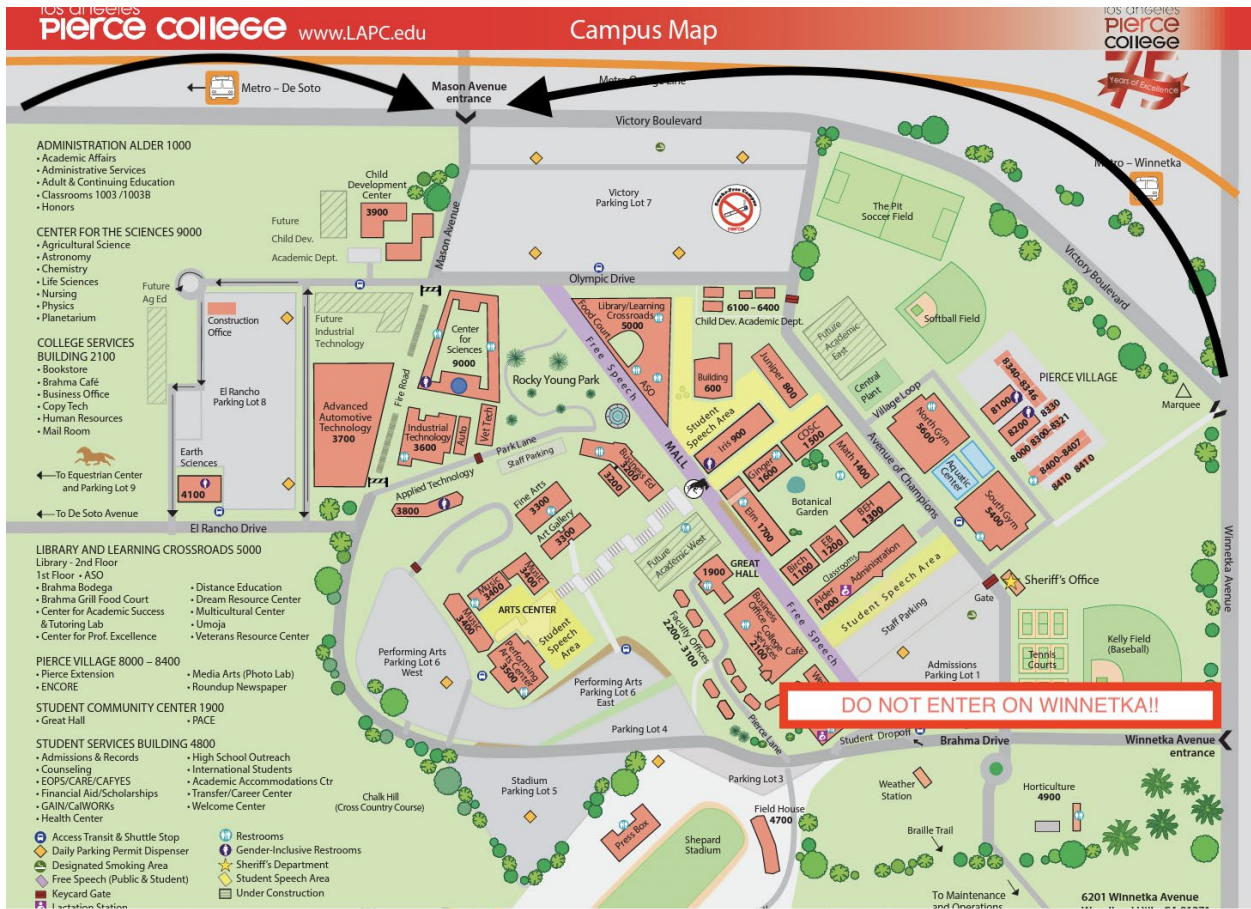 los angeles
PIERCE COLLEGE www.LAPC.edu
Campus Map
los angeles
PIERCE
COLLEGE
75
Years of Excellence
Metro – De Soto
Mason Avenue
entrance
Victory Boulevard
Metro – Winnetka
ADMINISTRATION ALDER 1000
• Academic Affairs
• Administrative Services
• Adult & Continuing Education
• Classrooms 1003 /1003B
• Honors
CENTER FOR THE SCIENCES 9000
• Agricultural Science
• Astronomy
• Chemistry
• Life Sciences
• Nursing
• Physics
• Planetarium
COLLEGE SERVICES
BUILDING 2100
• Bookstore
• Brahma Café
• Business Office
• Copy Tech
• Human Resources
• Mail Room
To Equestrian Center
and Parking Lot 9
To De Soto Avenue
LIBRARY AND LEARNING CROSSROADS 5000
Library - 2nd Floor
1st Floor • ASO
• Brahma Bodega
• Brahma Grill Food Court
• Center for Academic Success
& Tutoring Lab
• Center for Prof. Excellence
• Distance Education
• Dream Resource Center
• Multicultural Center
• Umoja
• Veterans Resource Center
PIERCE VILLAGE 8000 – 8400
• Pierce Extension
• ENCORE
• Media Arts (Photo Lab)
• Roundup Newspaper
STUDENT COMMUNITY CENTER 1900
• Great Hall
• PACE
STUDENT SERVICES BUILDING 4800
• Admissions & Records
• Counseling
• EOPS/CARE/CAFYES
• Financial Aid/Scholarships
• GAIN/CalWORKs
• Health Center
• High School Outreach
• International Students
• Academic Accommodations Ctr
• Transfer/Career Center
• Welcome Center
Access Transit & Shuttle Stop
Daily Parking Permit Dispenser
Designated Smoking Area
Free Speech (Public & Student)
Keycard Gate
Lactation Station
Restrooms
Gender-Inclusive Restrooms
Sheriff's Department
Student Speech Area
Under Construction
Child
Development
Center
3900
Future
Child Dev.
Academic Dept.
Mason Avenue
Victory
Parking Lot 7
Smoke-Free Campus
PIERCE
The Pit
Soccer Field
Victory Boulevard
Olympic Drive
Future
Ag Ed
Construction
Office
Future
Industrial
Technology
Center
for
Sciences
9000
Fire Road
El Rancho
Parking Lot 8
Advanced
Automotive
Technology
3700
Industrial
Technology
3600
Auto
Vet Tech
Earth
Sciences
4100
El Rancho Drive
Rocky Young Park
Food Court
Library/Learning
Crossroads
5000
ASO
Free Speech
MALL
6100 – 6400
Child Dev. Academic Dept.
Building
600
Juniper 800
Student
Speech Area
Iris 900
Future
Academic
East
Softball Field
Central
Plant
Village Loop
North Gym
5600
Aquatic
Center
South Gym
5400
Avenue of Champions
PIERCE VILLAGE
8340–8346
8100
8330
8200
8300–8321
8000
8400–8407
8410
8410
Marquee
Winnetka Avenue
Park Lane
Staff Parking
Applied Technology
3800
Business Ed
3200
3200
Fine Arts
3300
Art Gallery
3300
Music
3400
Music
3400
Music
3400
ARTS CENTER
Performing
Arts Center
3500
Student
Speech
Area
Future
Academic West
Ginger
1600
COSC
1500
Math 1400
Elm 1700
Botanical
Garden
BEH
1300
EB
1200
Birch
1100
Classrooms
Alder
1000
Administration
GREAT
HALL
1900
Business
Office College
Services
2100
Café
Free Speech
Student Speech Area
Staff Parking
Gate
Sheriff's Office
Faculty Offices
2200 -3100
Tennis
Courts
Kelly Field
(Baseball)
Admissions
Parking Lot 1
Performing Arts
Parking Lot 6
West
Performing Arts
Parking Lot 6
East
DO NOT ENTER ON WINNETKA!!
Parking Lot 4
Pierce Lane
Student Dropoff
Brahma Drive
Winnetka Avenue
entrance
Chalk Hill
(Cross Country Course)
Stadium
Parking Lot 5
Parking Lot 3
Field House
4700
Press Box
Shepard
Stadium
Weather
Station
Horticulture
4900
Braille Trail
To Maintenance
and Operations
6201 Winnetka Avenue